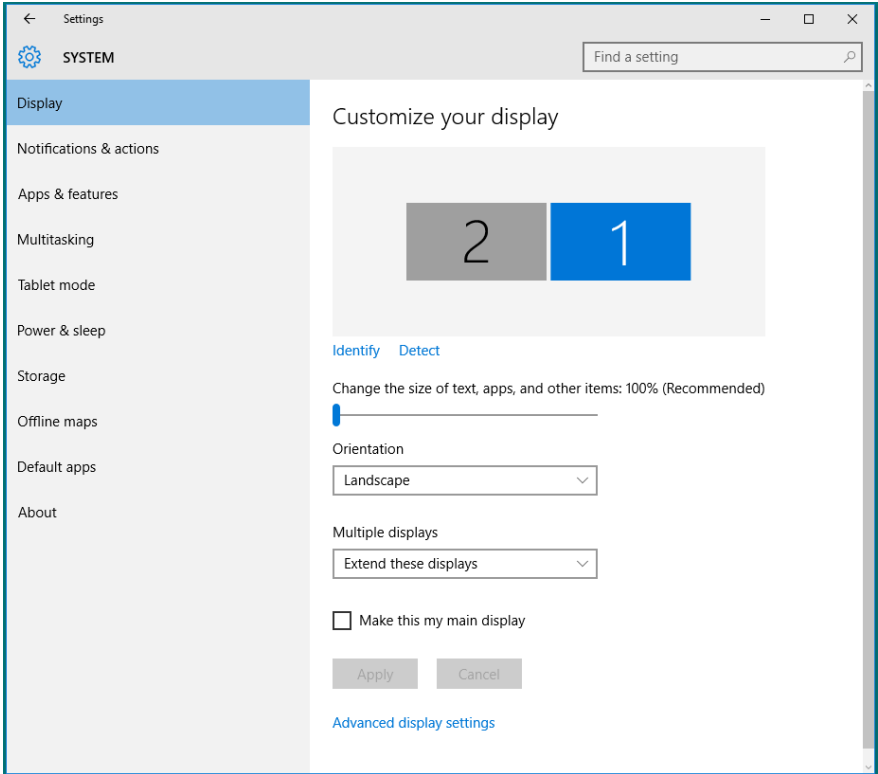 Settings
SYSTEM
Find a setting
Display
Notifications & actions
Apps & features
Multitasking
Tablet mode
Power & sleep
Storage
Offline maps
Default apps
About
Customize your display
2 1
Identify Detect
Change the size of text, apps, and other items: 100% (Recommended)
Orientation
Landscape
Multiple displays
Extend these displays
Make this my main display
Apply Cancel
Advanced display settings